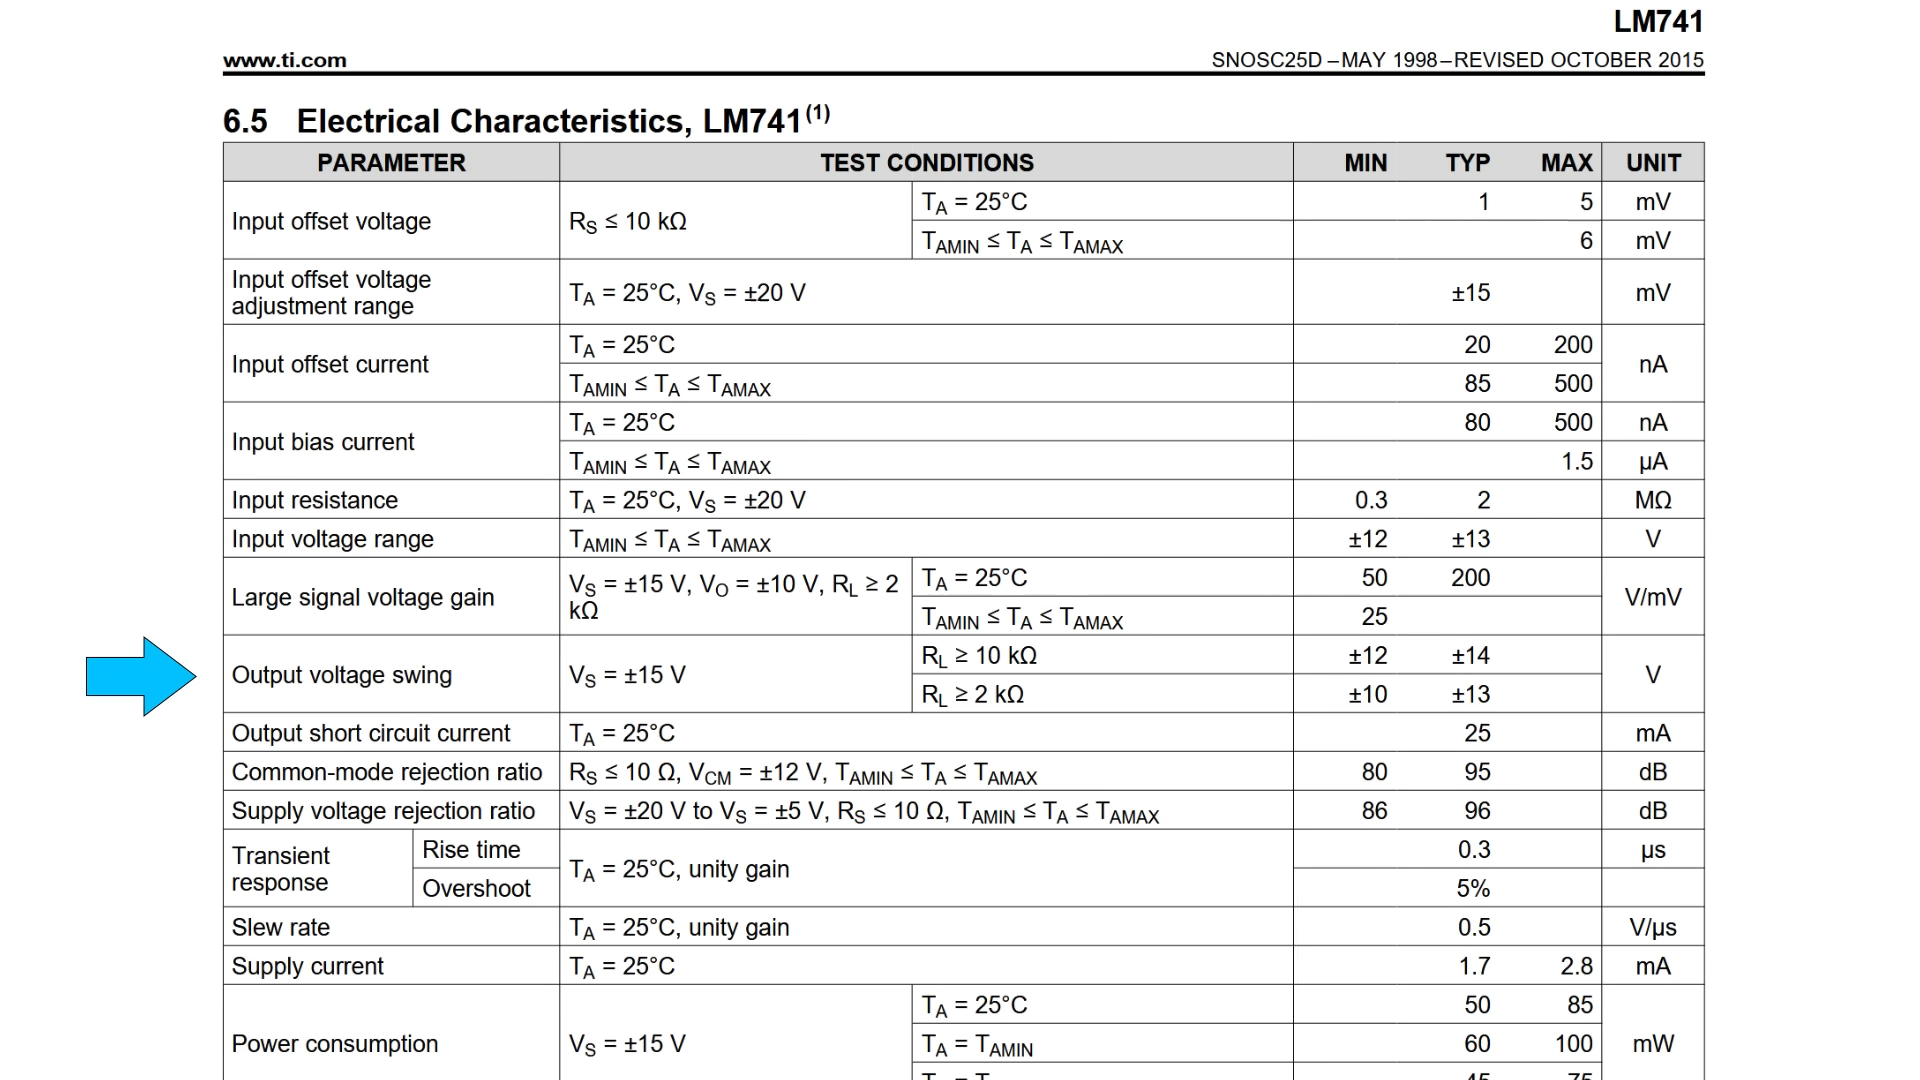 LM741
www.ti.com SNOSC25D –MAY 1998–REVISED OCTOBER 2015
6.5 Electrical Characteristics, LM741(1)
PARAMETER TEST CONDITIONS MIN TYP MAX UNIT
Input offset voltage RS ≤ 10 kΩ TA = 25°C 1 5 mV
TAMIN ≤ TA ≤ TAMAX 6 mV
Input offset voltage
adjustment range TA = 25°C, VS = ±20 V ±15 mV
Input offset current TA = 25°C 20 200 nA
TAMIN ≤ TA ≤ TAMAX 85 500
Input bias current TA = 25°C 80 500 nA
TAMIN ≤ TA ≤ TAMAX 1.5 μA
Input resistance TA = 25°C, VS = ±20 V 0.3 2 MΩ
Input voltage range TAMIN ≤ TA ≤ TAMAX ±12 ±13 V
Large signal voltage gain VS = ±15 V, VO = ±10 V, RL ≥ 2
kΩ TA = 25°C 50 200 V/mV
TAMIN ≤ TA ≤ TAMAX 25
Output voltage swing VS = ±15 V RL ≥ 10 kΩ ±12 ±14 V
RL ≥ 2 kΩ ±10 ±13
Output short circuit current TA = 25°C 25 mA
Common-mode rejection ratio RS ≤ 10 Ω, VCM = ±12 V, TAMIN ≤ TA ≤ TAMAX 80 95 dB
Supply voltage rejection ratio VS = ±20 V to VS = ±5 V, RS ≤ 10 Ω, TAMIN ≤ TA ≤ TAMAX 86 96 dB
Transient
response Rise time TA = 25°C, unity gain 0.3 μs
Overshoot 5%
Slew rate TA = 25°C, unity gain 0.5 V/μs
Supply current TA = 25°C 1.7 2.8 mA
Power consumption VS = ±15 V TA = 25°C 50 85 mW
TA = TAMIN 60 100